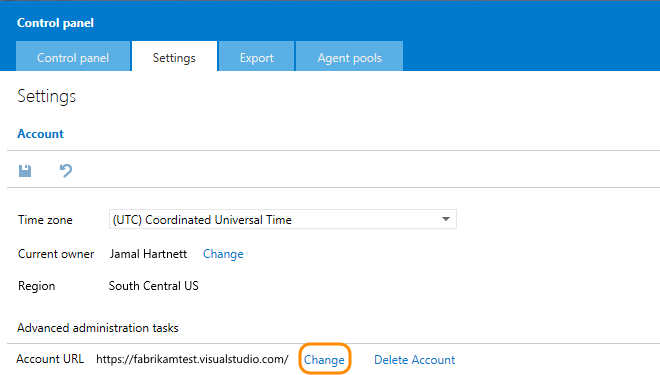 Control panel
Control panel Settings Export Agent pools
Settings
Account
Time zone (UTC) Coordinated Universal Time
Current owner Jamal Hartnett Change
Region South Central US
Advanced administration tasks
Account URL https://fabrikamtest.visualstudio.com/ Change Delete Account